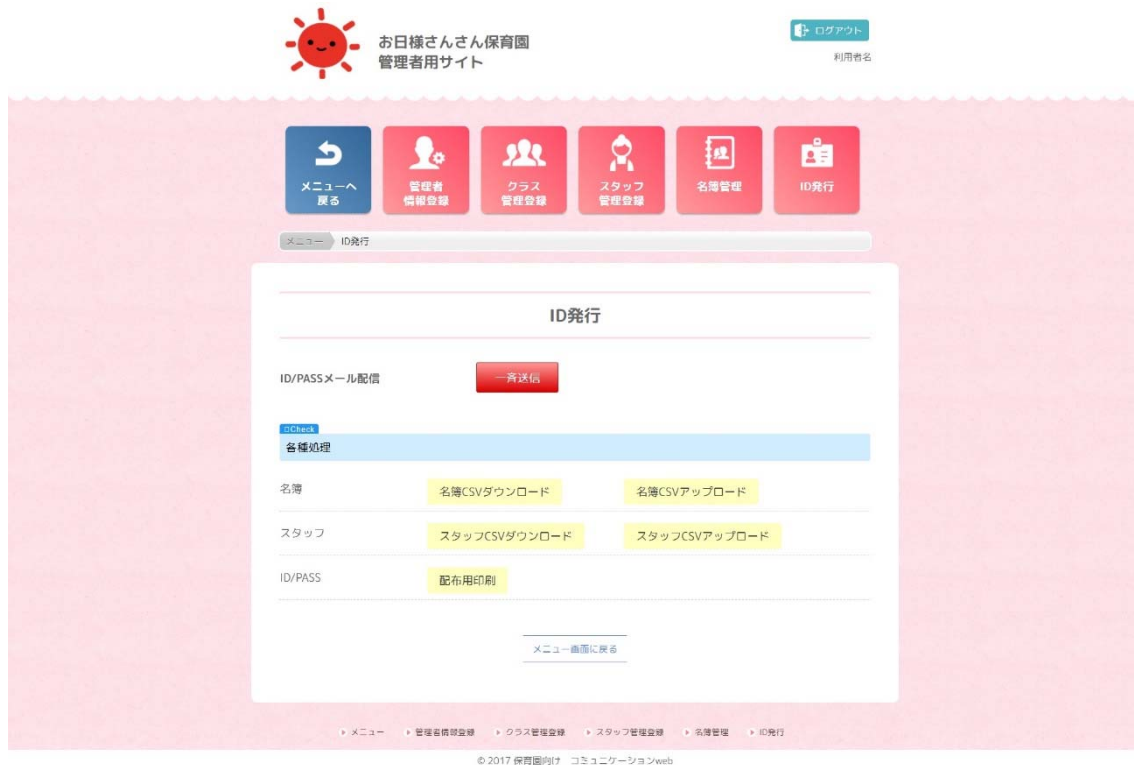 お日様さんさん保育園
管理者用サイト
ログアウト
利用者名
メニューへ
戻る
管理者
情報登録
クラス
管理登録
スタッフ
管理登録
名簿管理
ID発行
メニュー ID発行
ID発行
ID/PASSメール配信 一斉送信
□Check
各種処理
名簿 名簿CSVダウンロード 名簿CSVアップロード
スタッフ スタッフCSVダウンロード スタッフCSVアップロード
ID/PASS 配布用印刷
メニュー画面に戻る
メニュー 管理者情報登録 クラス管理登録 スタッフ管理登録 名簿管理 ID発行
© 2017 保育園向け コミュニケーションweb